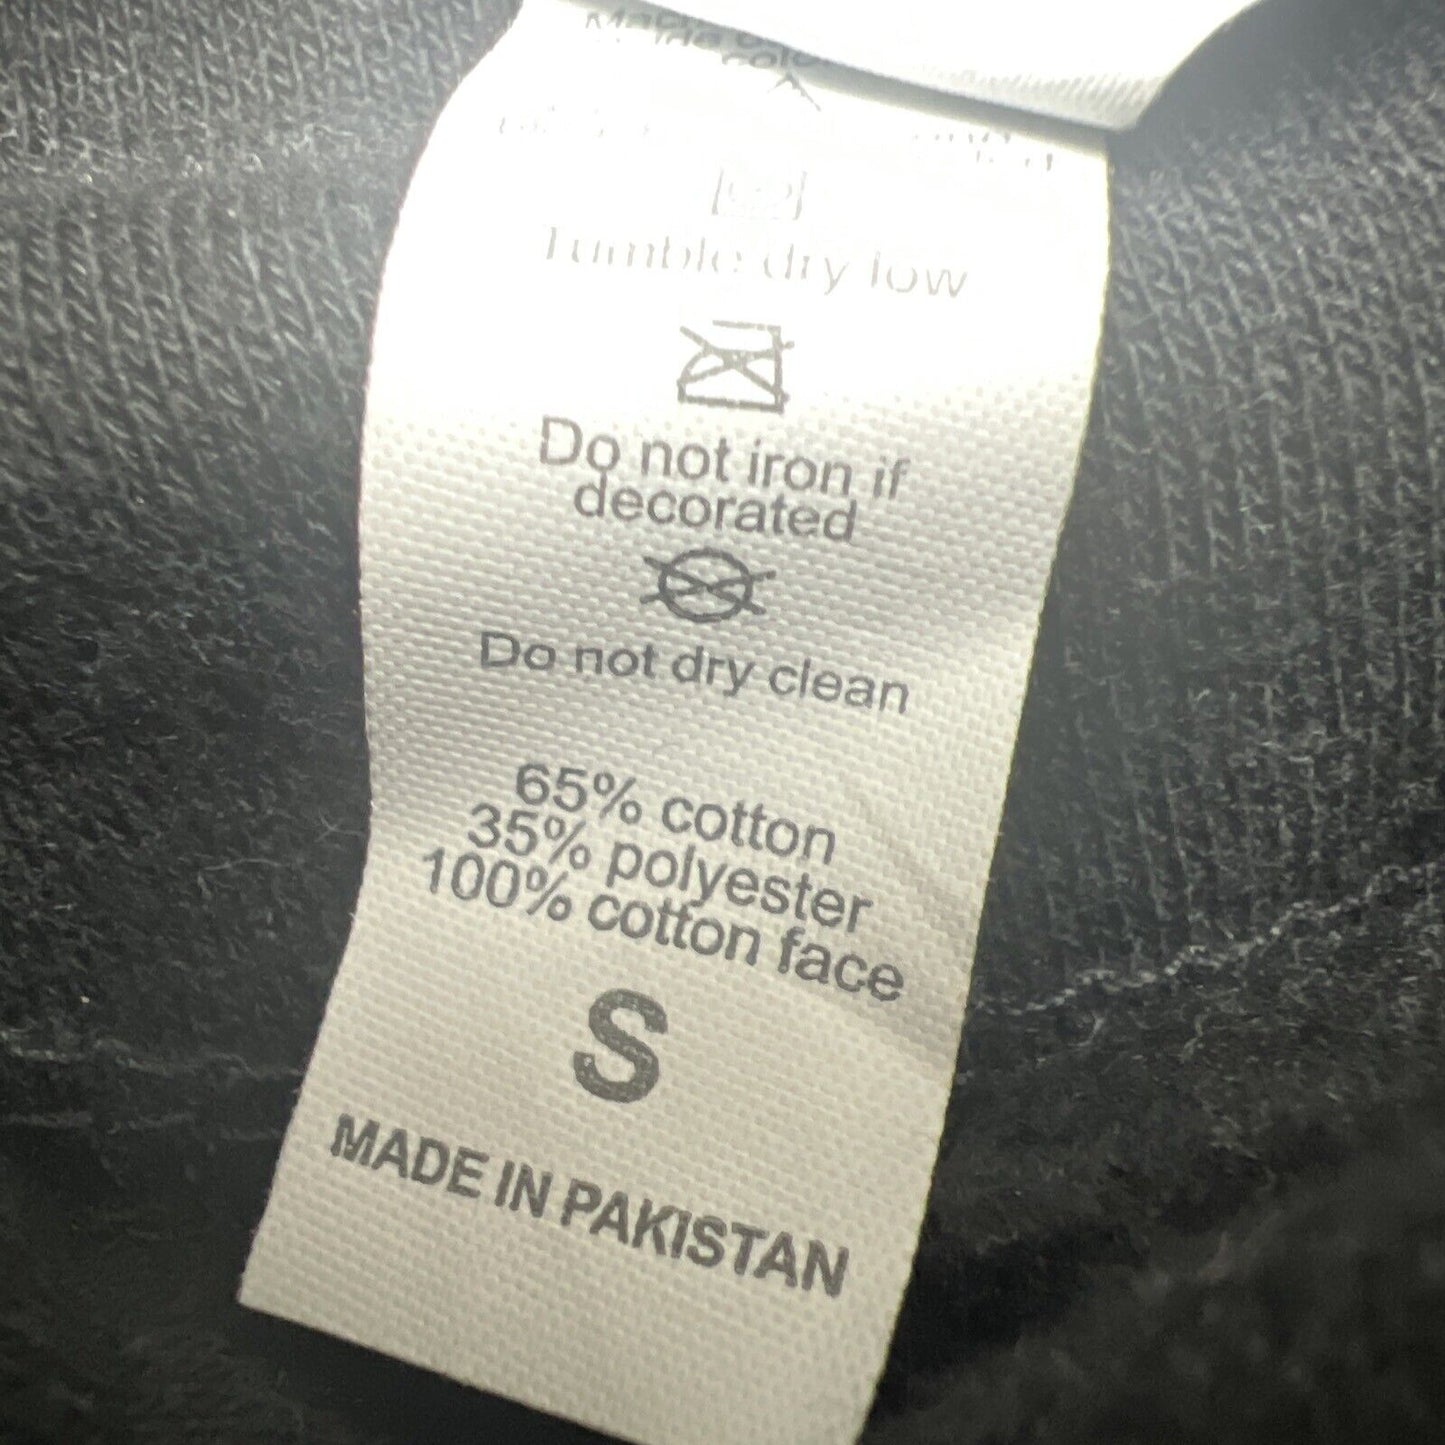 Tumble dry low
Do not iron if
decorated
Do not dry clean
65% cotton
35% polyester
100% cotton face
S
MADE IN PAKISTAN